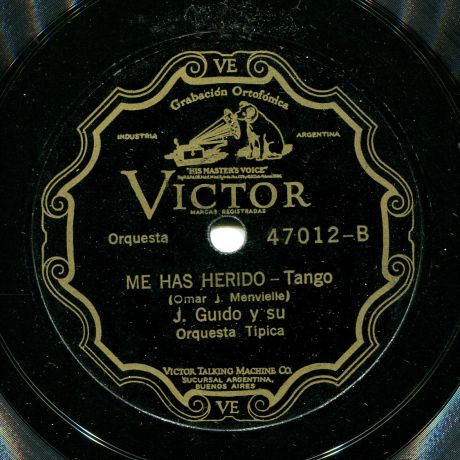 VE
Grabación Ortofónica
INDUSTRIA
ARGENTINA
"HIS MASTER'S VOICE"
VICTOR
MARCAS REGISTRADAS
Orquesta
47012-B
ME HAS HERIDO - Tango
(Omar J. Menvielle)
J. Guido y su
Orquesta Tipica
VICTOR TALKING MACHINE CO.
SUCURSAL ARGENTINA,
BUENOS AIRES
VE